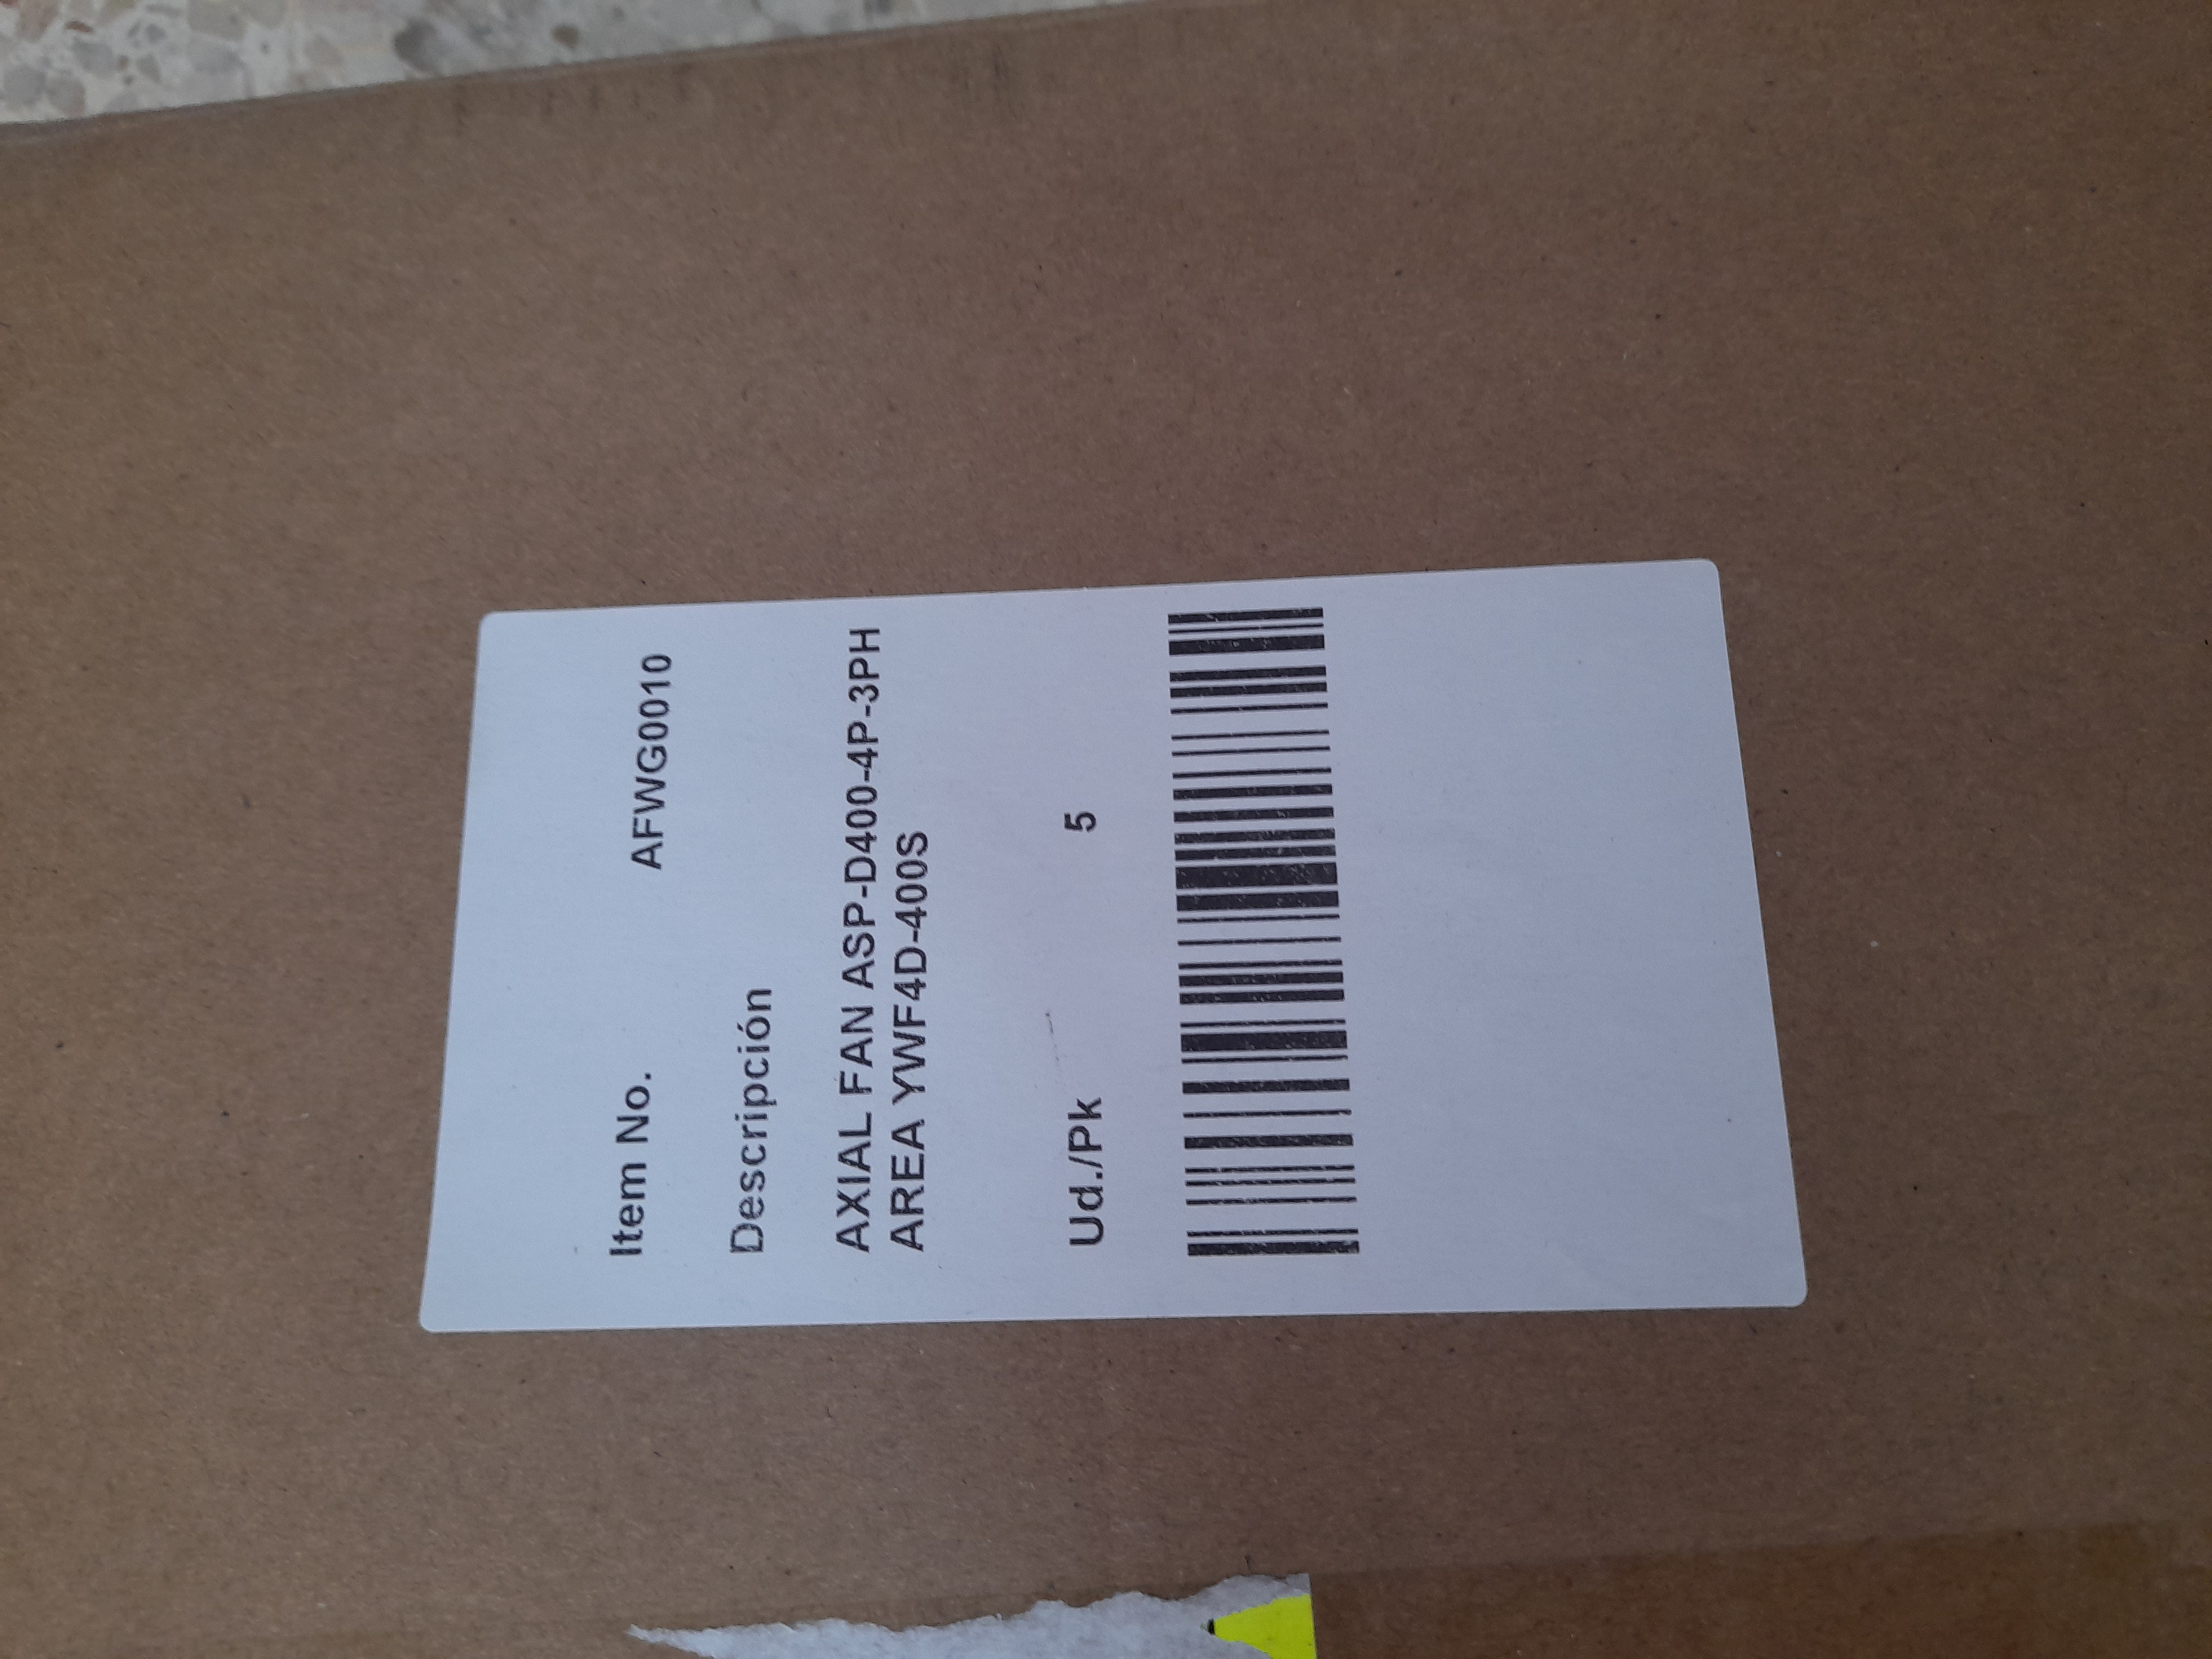 Item No. AFWG0010
Descripción
AXIAL FAN ASP-D400-4P-3PH
AREA YWF4D-400S
Ud./Pk 5